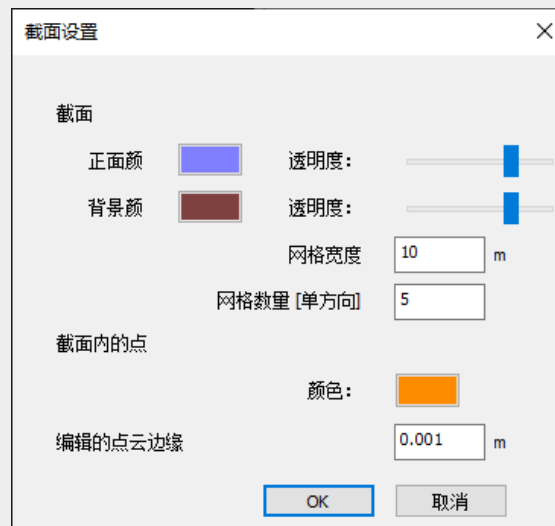 截面设置
截面
正面颜 透明度：
背景颜 透明度：
网格宽度 10 m
网格数量 [单方向] 5
截面内的点
颜色：
编辑的点云边缘 0.001 m
OK 取消